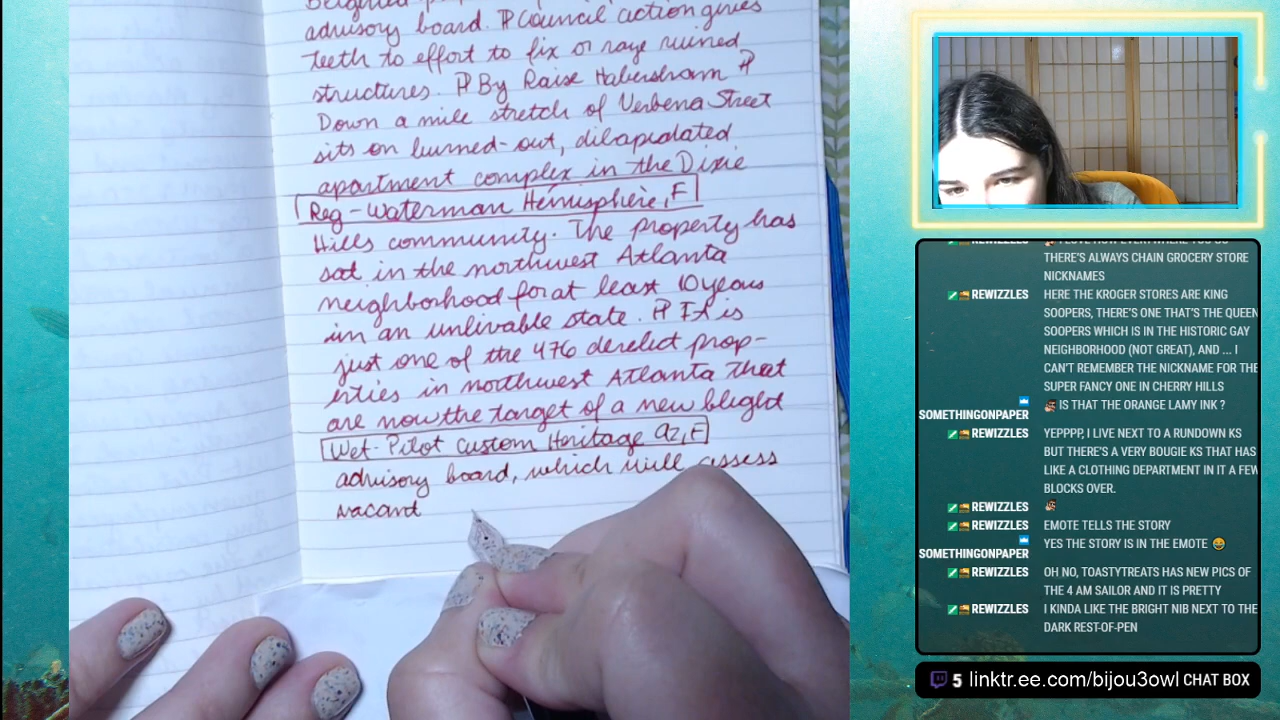 advisory board. ⁋ Council action gives
teeth to effort to fix or raze ruined
structures. ⁋ By Raisa Habersham ⁋
Down a mile stretch of Verbena Street
sits on burned-out, dilapidated
apartment complex in the Dixie
Reg-Waterman Hémisphère, F
Hills community. The property has
sat in the northwest Atlanta
neighborhood for at least 10 years
in an unlivable state. ⁋ It is
just one of the 476 derelict prop-
erties in northwest Atlanta that
are now the target of a new blight
Wet-Pilot Custom Heritage 92, F
advisory board, which will assess
vacant
THERE'S ALWAYS CHAIN GROCERY STORE
NICKNAMES
REWIZZLES HERE THE KROGER STORES ARE KING
SOOPERS, THERE'S ONE THAT'S THE QUEEN
SOOPERS WHICH IS IN THE HISTORIC GAY
NEIGHBORHOOD (NOT GREAT), AND ... I
CAN'T REMEMBER THE NICKNAME FOR THE
SUPER FANCY ONE IN CHERRY HILLS
SOMETHINGONPAPER IS THAT THE ORANGE LAMY INK ?
REWIZZLES YEPPPP, I LIVE NEXT TO A RUNDOWN KS
BUT THERE'S A VERY BOUGIE KS THAT HAS
LIKE A CLOTHING DEPARTMENT IN IT A FEW
BLOCKS OVER.
REWIZZLES
REWIZZLES EMOTE TELLS THE STORY
SOMETHINGONPAPER YES THE STORY IS IN THE EMOTE
REWIZZLES OH NO, TOASTYTREATS HAS NEW PICS OF
THE 4 AM SAILOR AND IT IS PRETTY
REWIZZLES I KINDA LIKE THE BRIGHT NIB NEXT TO THE
DARK REST-OF-PEN
5 linktr.ee.com/bijou3owl CHAT BOX